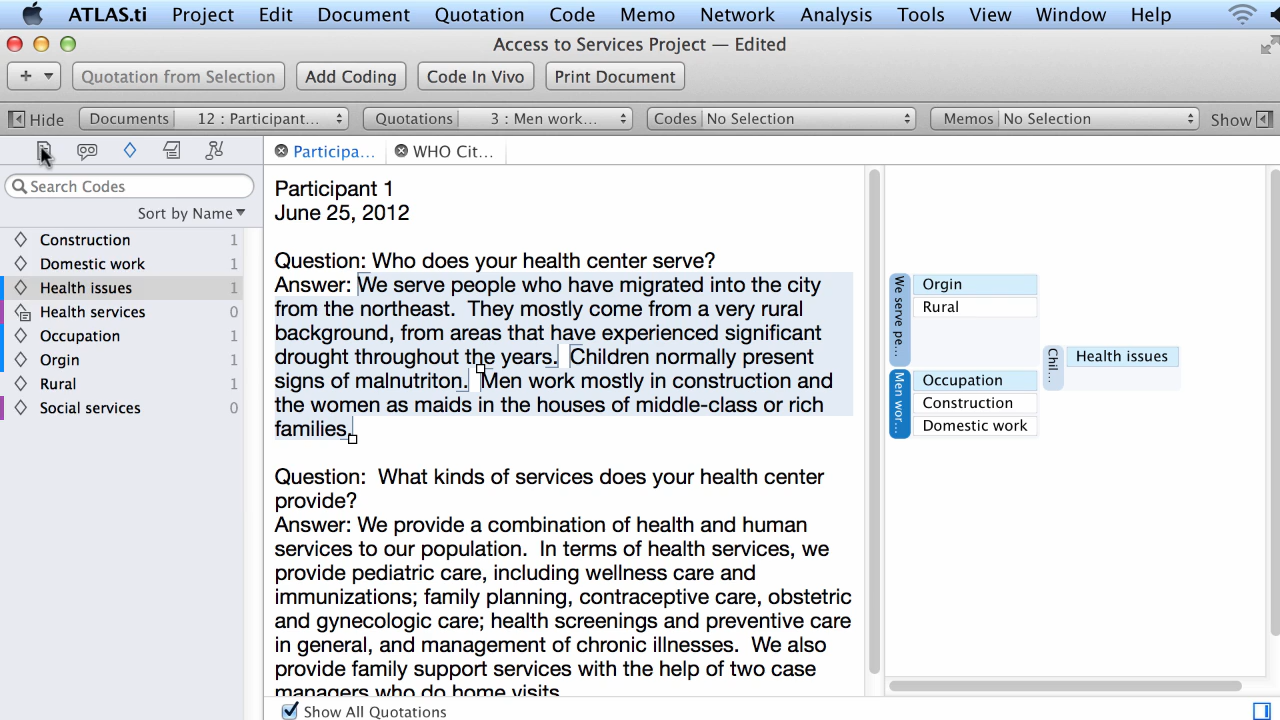 ATLAS.ti Project Edit Document Quotation Code Memo Network Analysis Tools View Window Help
Access to Services Project — Edited
+ Quotation from Selection Add Coding Code In Vivo Print Document
Hide Documents 12 : Participant... Quotations 3 : Men work... Codes No Selection Memos No Selection Show
Participa... WHO Cit...
Search Codes
Sort by Name
Construction 1
Domestic work 1
Health issues 1
Health services 0
Occupation 1
Orgin 1
Rural 1
Social services 0
Participant 1
June 25, 2012
Question: Who does your health center serve?
Answer: We serve people who have migrated into the city
from the northeast.  They mostly come from a very rural
background, from areas that have experienced significant
drought throughout the years.  Children normally present
signs of malnutriton.  Men work mostly in construction and
the women as maids in the houses of middle-class or rich
families.
Question:  What kinds of services does your health center
provide?
Answer: We provide a combination of health and human
services to our population.  In terms of health services, we
provide pediatric care, including wellness care and
immunizations; family planning, contraceptive care, obstetric
and gynecologic care; health screenings and preventive care
in general, and management of chronic illnesses.  We also
provide family support services with the help of two case
managers who do home visits.
We serve pe...
Orgin
Rural
Chil...
Health issues
Men wor...
Occupation
Construction
Domestic work
Show All Quotations